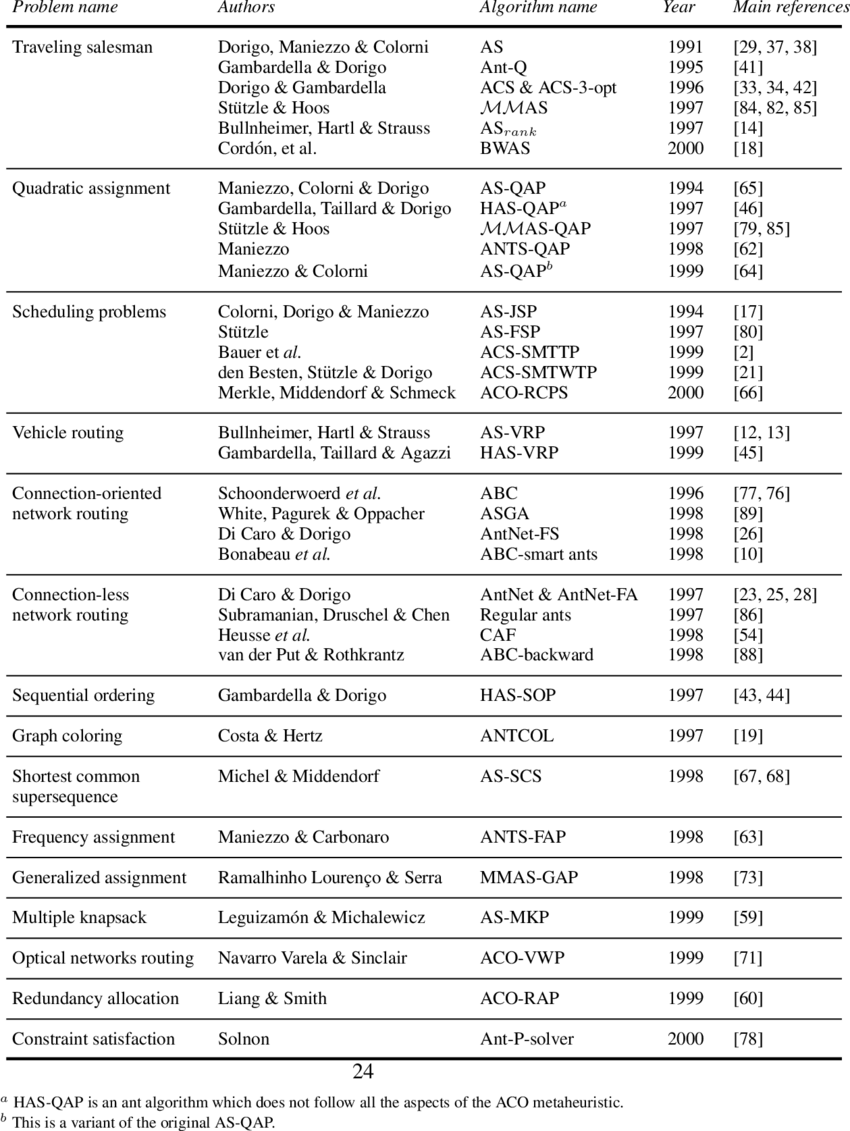 Problem name Authors Algorithm name Year Main references
Traveling salesman Dorigo, Maniezzo & Colorni AS 1991 [29, 37, 38]
Gambardella & Dorigo Ant-Q 1995 [41]
Dorigo & Gambardella ACS & ACS-3-opt 1996 [33, 34, 42]
Stützle & Hoos MMAS 1997 [84, 82, 85]
Bullnheimer, Hartl & Strauss ASrank 1997 [14]
Cordón, et al. BWAS 2000 [18]
Quadratic assignment Maniezzo, Colorni & Dorigo AS-QAP 1994 [65]
Gambardella, Taillard & Dorigo HAS-QAPa 1997 [46]
Stützle & Hoos MMAS-QAP 1997 [79, 85]
Maniezzo ANTS-QAP 1998 [62]
Maniezzo & Colorni AS-QAPb 1999 [64]
Scheduling problems Colorni, Dorigo & Maniezzo AS-JSP 1994 [17]
Stützle AS-FSP 1997 [80]
Bauer et al. ACS-SMTTP 1999 [2]
den Besten, Stützle & Dorigo ACS-SMTWTP 1999 [21]
Merkle, Middendorf & Schmeck ACO-RCPS 2000 [66]
Vehicle routing Bullnheimer, Hartl & Strauss AS-VRP 1997 [12, 13]
Gambardella, Taillard & Agazzi HAS-VRP 1999 [45]
Connection-oriented Schoonderwoerd et al. ABC 1996 [77, 76]
network routing White, Pagurek & Oppacher ASGA 1998 [89]
Di Caro & Dorigo AntNet-FS 1998 [26]
Bonabeau et al. ABC-smart ants 1998 [10]
Connection-less Di Caro & Dorigo AntNet & AntNet-FA 1997 [23, 25, 28]
network routing Subramanian, Druschel & Chen Regular ants 1997 [86]
Heusse et al. CAF 1998 [54]
van der Put & Rothkrantz ABC-backward 1998 [88]
Sequential ordering Gambardella & Dorigo HAS-SOP 1997 [43, 44]
Graph coloring Costa & Hertz ANTCOL 1997 [19]
Shortest common Michel & Middendorf AS-SCS 1998 [67, 68]
supersequence
Frequency assignment Maniezzo & Carbonaro ANTS-FAP 1998 [63]
Generalized assignment Ramalhinho Lourenço & Serra MMAS-GAP 1998 [73]
Multiple knapsack Leguizamón & Michalewicz AS-MKP 1999 [59]
Optical networks routing Navarro Varela & Sinclair ACO-VWP 1999 [71]
Redundancy allocation Liang & Smith ACO-RAP 1999 [60]
Constraint satisfaction Solnon Ant-P-solver 2000 [78]
24
a HAS-QAP is an ant algorithm which does not follow all the aspects of the ACO metaheuristic.
b This is a variant of the original AS-QAP.